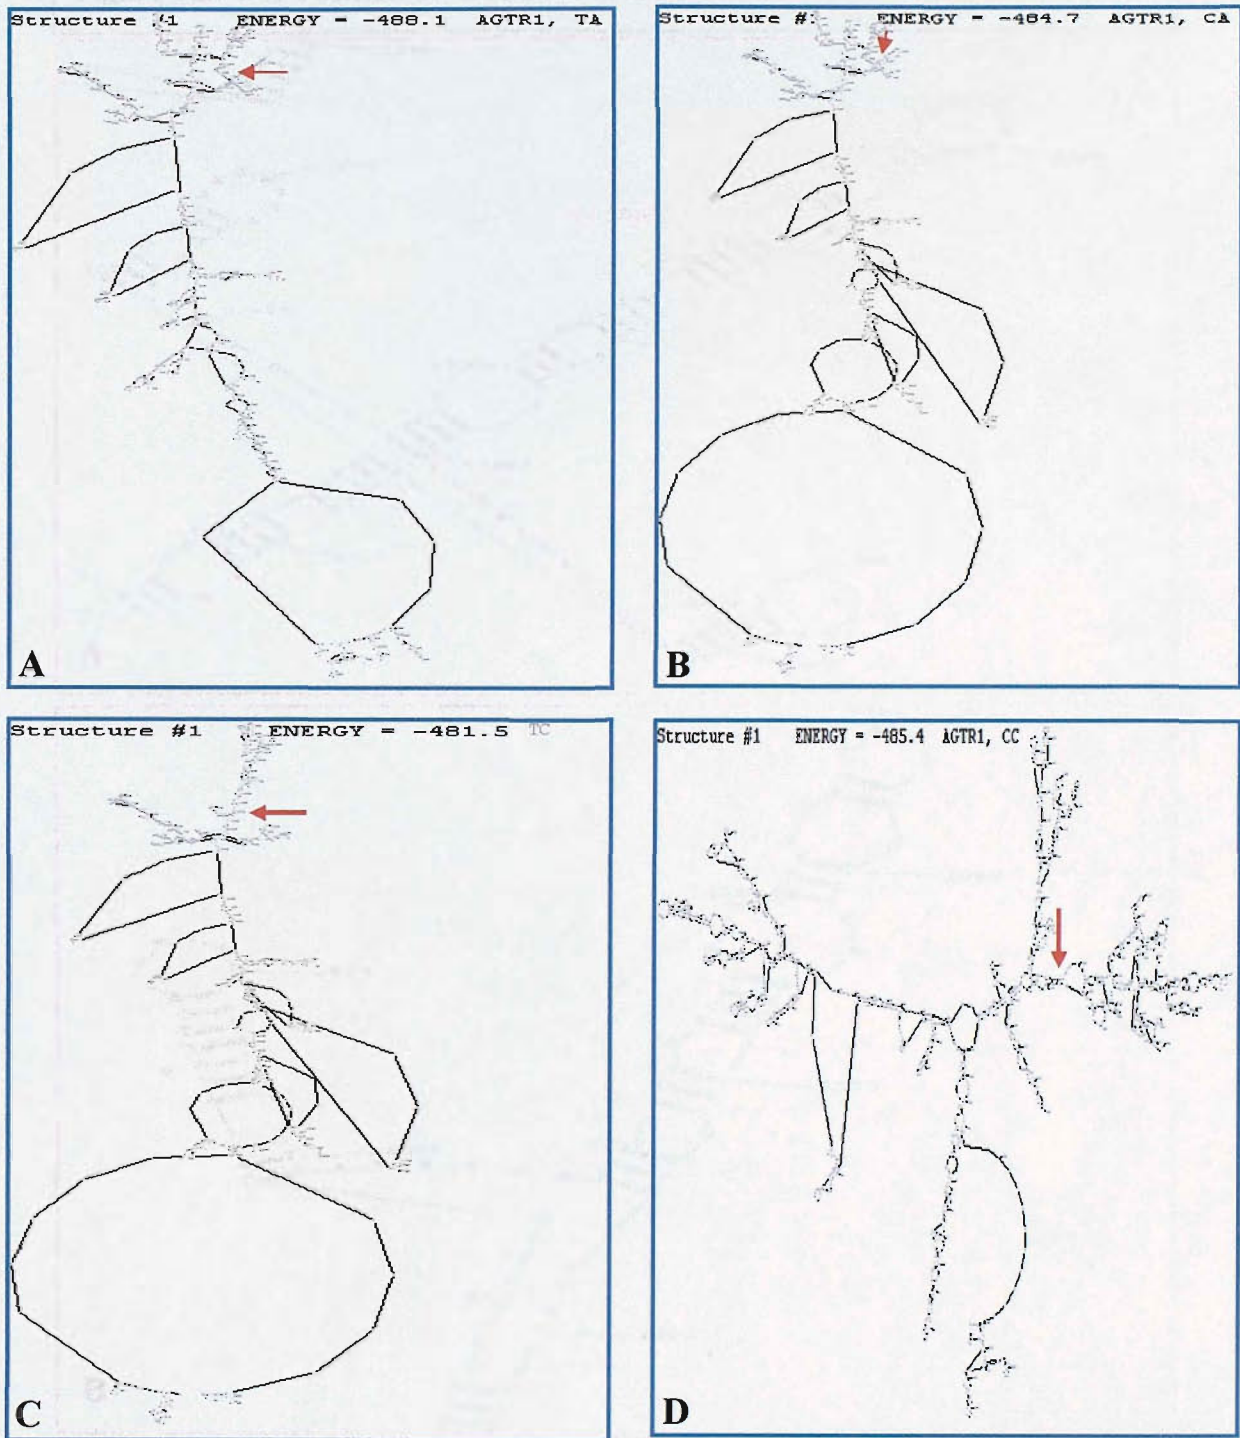 Structure #1 ENERGY = -488.1 AGTR1, TA
A
Structure #: ENERGY = -484.7 AGTR1, CA
B
Structure #1 ENERGY = -481.5 TC
C
Structure #1 ENERGY = -485.4 AGTR1, CC
D